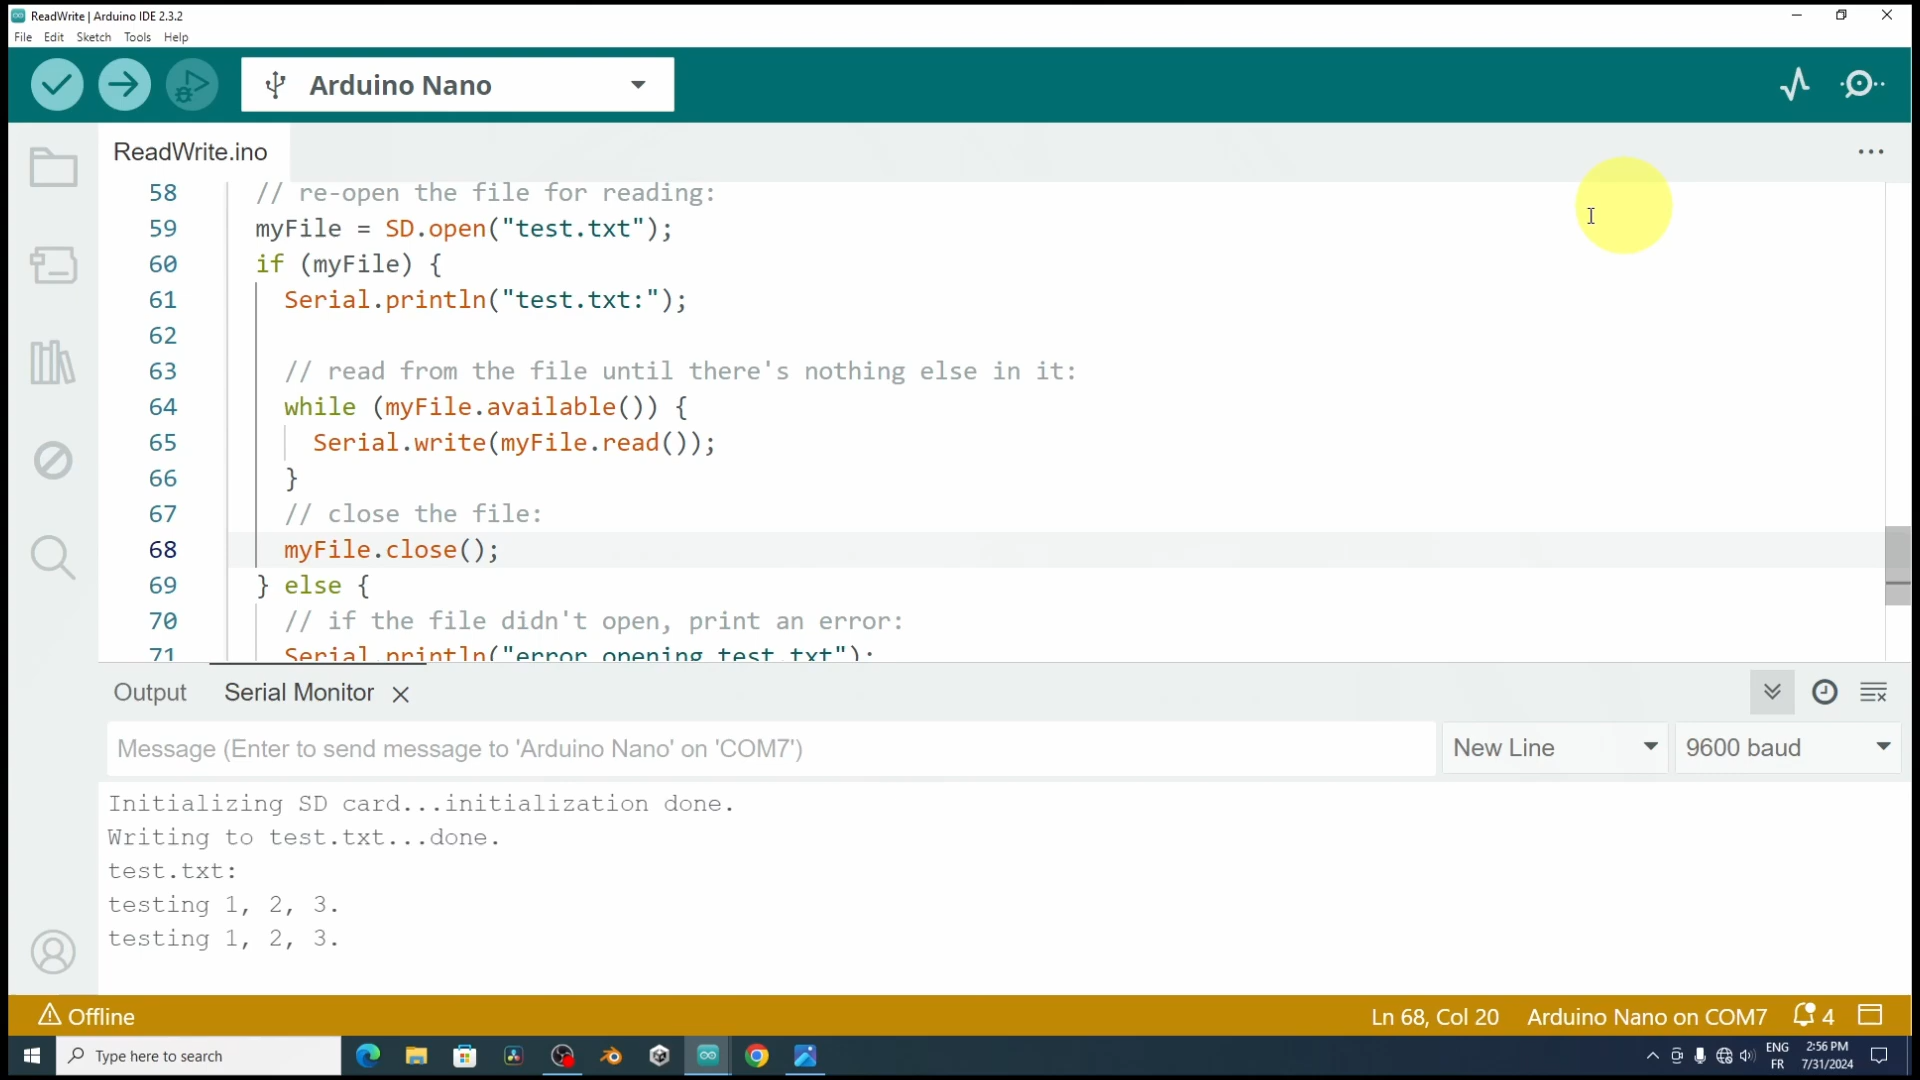 ReadWrite | Arduino IDE 2.3.2
File Edit Sketch Tools Help
Arduino Nano
ReadWrite.ino
58 // re-open the file for reading:
59 myFile = SD.open("test.txt");
60 if (myFile) {
61 Serial.println("test.txt:");
62
63 // read from the file until there's nothing else in it:
64 while (myFile.available()) {
65 Serial.write(myFile.read());
66 }
67 // close the file:
68 myFile.close();
69 } else {
70 // if the file didn't open, print an error:
71 Serial.println("error opening test.txt");
Output Serial Monitor
Message (Enter to send message to 'Arduino Nano' on 'COM7')
New Line
9600 baud
Initializing SD card...initialization done.
Writing to test.txt...done.
test.txt:
testing 1, 2, 3.
testing 1, 2, 3.
Offline
Ln 68, Col 20 Arduino Nano on COM7 4
Type here to search
ENG
FR
2:56 PM
7/31/2024